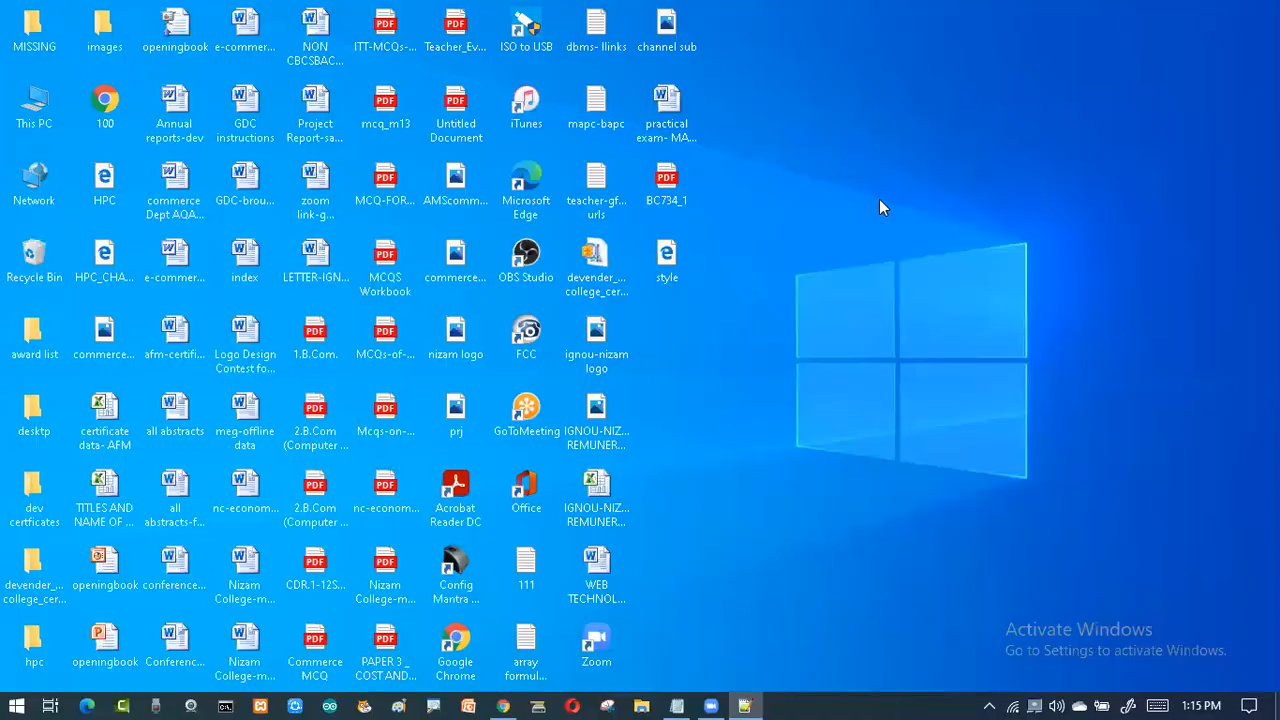 MISSING
images
openingbook
e-commer...
NON
CBCSBAC...
ITT-MCQs-...
Teacher_Ev...
ISO to USB
dbms- llinks
channel sub
This PC
100
Annual
reports-dev
GDC
instructions
Project
Report-sa...
mcq_m13
Untitled
Document
iTunes
mapc-bapc
practical
exam- MA...
Network
HPC
commerce
Dept AQA...
GDC-brou...
zoom
link-g...
MCQ-FOR...
AMScomm...
Microsoft
Edge
teacher-gf...
urls
BC734_1
Recycle Bin
HPC_CHA...
e-commer...
index
LETTER-IGN...
MCQS
Workbook
commerce...
OBS Studio
devender_...
college_cer...
style
award list
commerce...
afm-certifi...
Logo Design
Contest fo...
1.B.Com.
MCQs-of-...
nizam logo
FCC
ignou-nizam
logo
desktp
certificate
data- AFM
all abstracts
meg-offline
data
2.B.Com
(Computer ...
Mcqs-on-...
prj
GoToMeeting
IGNOU-NIZ...
REMUNER...
dev
certficates
TITLES AND
NAME OF ...
all
abstracts-f...
nc-econom...
2.B.Com
(Computer ...
nc-econom...
Acrobat
Reader DC
Office
IGNOU-NIZ...
REMUNER...
devender_...
college_cer...
openingbook
conference...
Nizam
College-m...
CDR.1-12S...
Nizam
College-m...
Config
Mantra ...
111
WEB
TECHNOL...
hpc
openingbook
Conferenc...
Nizam
College-m...
Commerce
MCQ
PAPER 3 _
COST AND...
Google
Chrome
array
formul...
Zoom
Activate Windows
Go to Settings to activate Windows.
1:15 PM